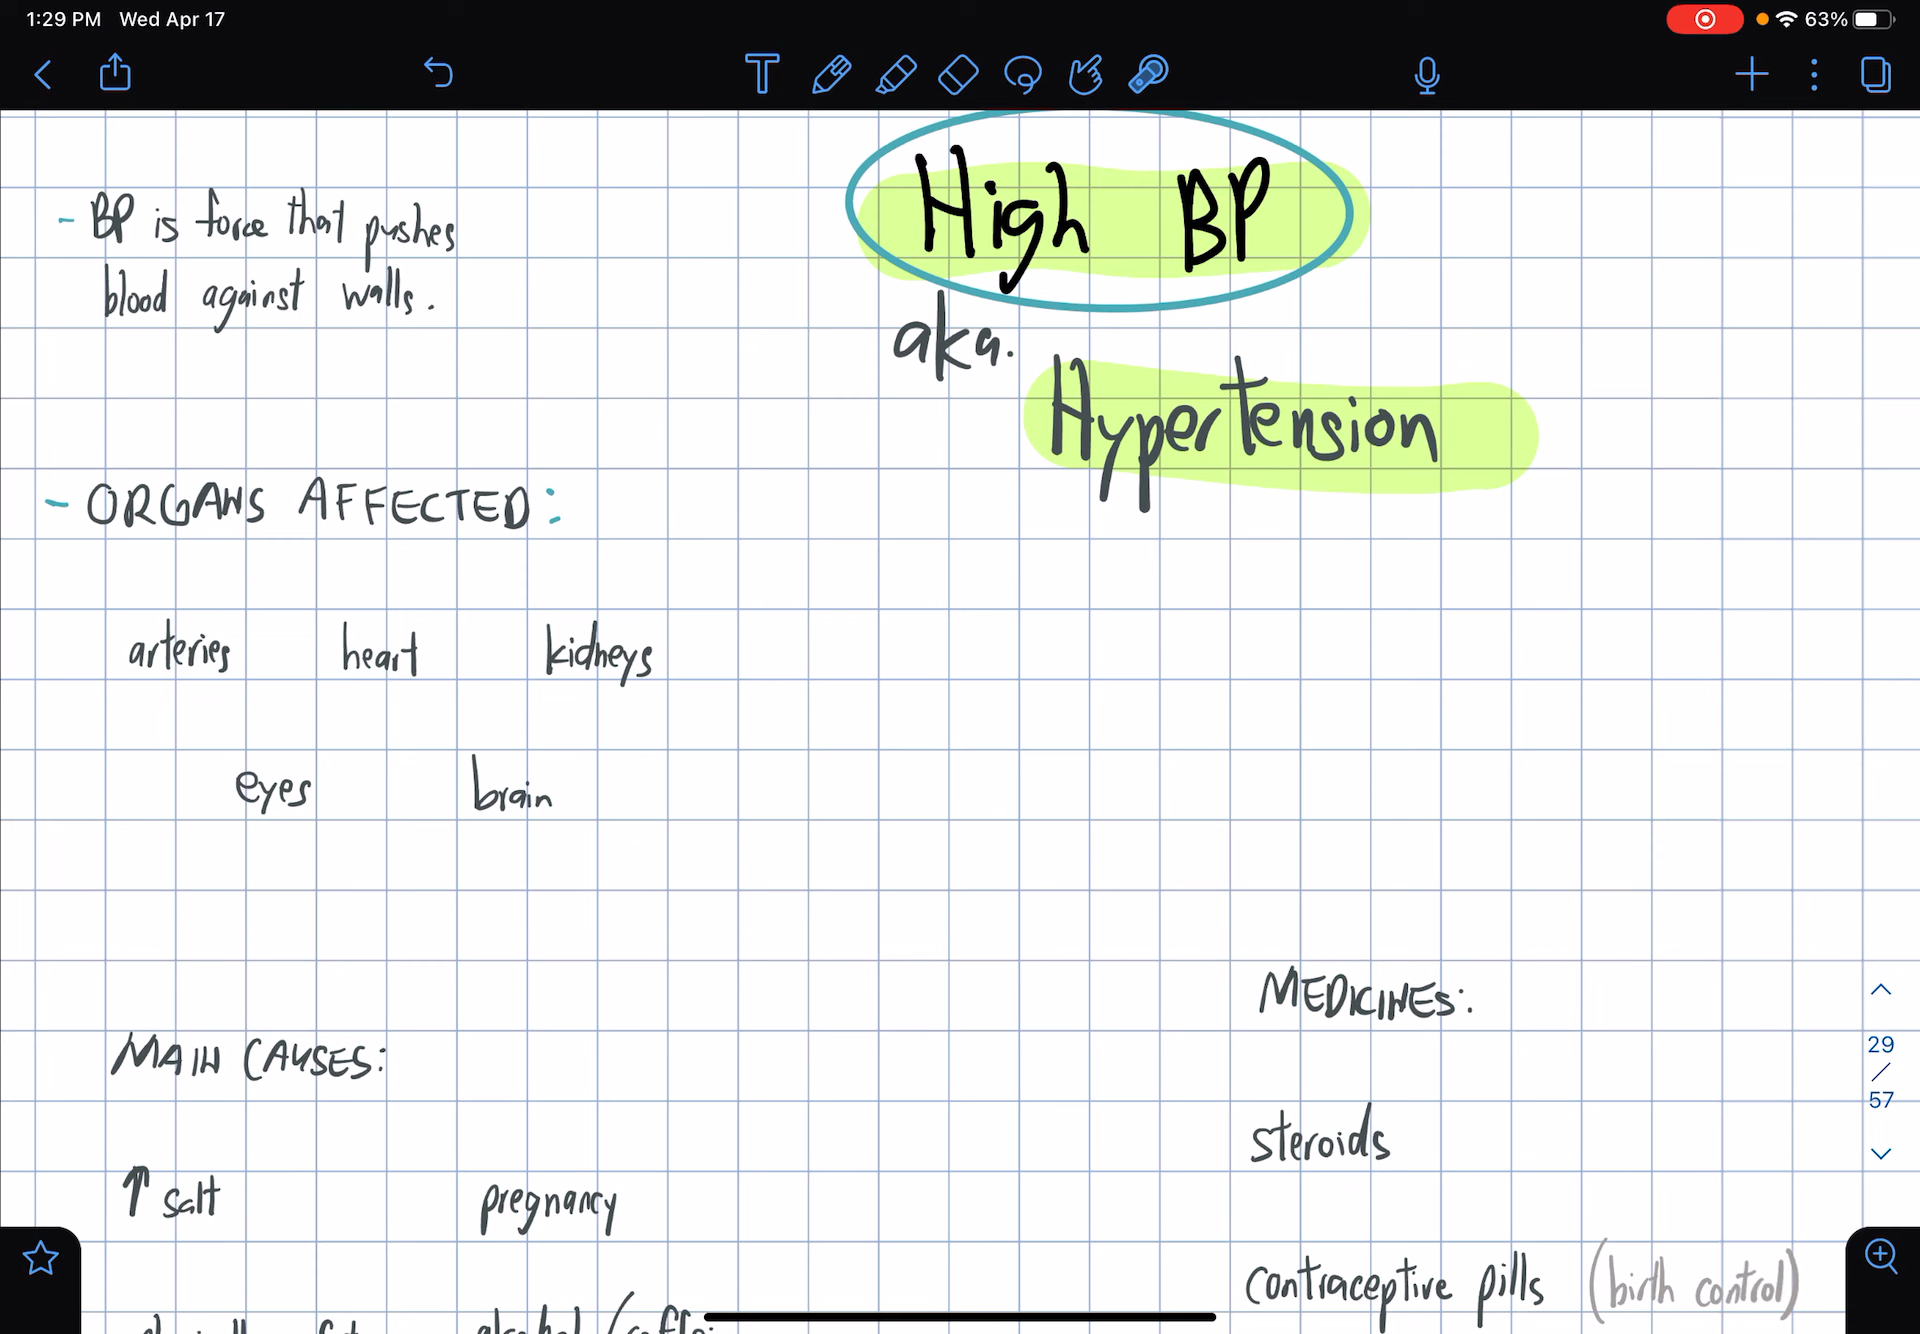 1:29 PM Wed Apr 17
63%
T
High BP
- BP is force that pushes
blood against walls.
aka.
Hypertension
- ORGANS AFFECTED:
arteries heart kidneys
eyes brain
MEDICINES:
MAIN CAUSES:
29
/
57
steroids
↑ salt pregnancy
contraceptive pills (birth control)